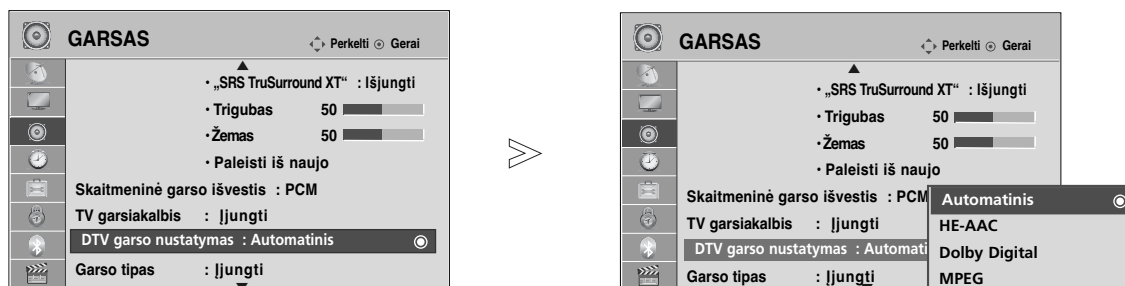 GARSAS
Perkelti Gerai
• „SRS TruSurround XT“ : Išjungti
• Trigubas 50
• Žemas 50
• Paleisti iš naujo
Skaitmeninė garso išvestis : PCM
TV garsiakalbis : Įjungti
DTV garso nustatymas : Automatinis
Garso tipas : Įjungti
GARSAS
Perkelti Gerai
• „SRS TruSurround XT“ : Išjungti
• Trigubas 50
• Žemas 50
• Paleisti iš naujo
Skaitmeninė garso išvestis : PCM
TV garsiakalbis : Įjungti
DTV garso nustatymas : Automati
Garso tipas : Įjungti
Automatinis
HE-AAC
Dolby Digital
MPEG